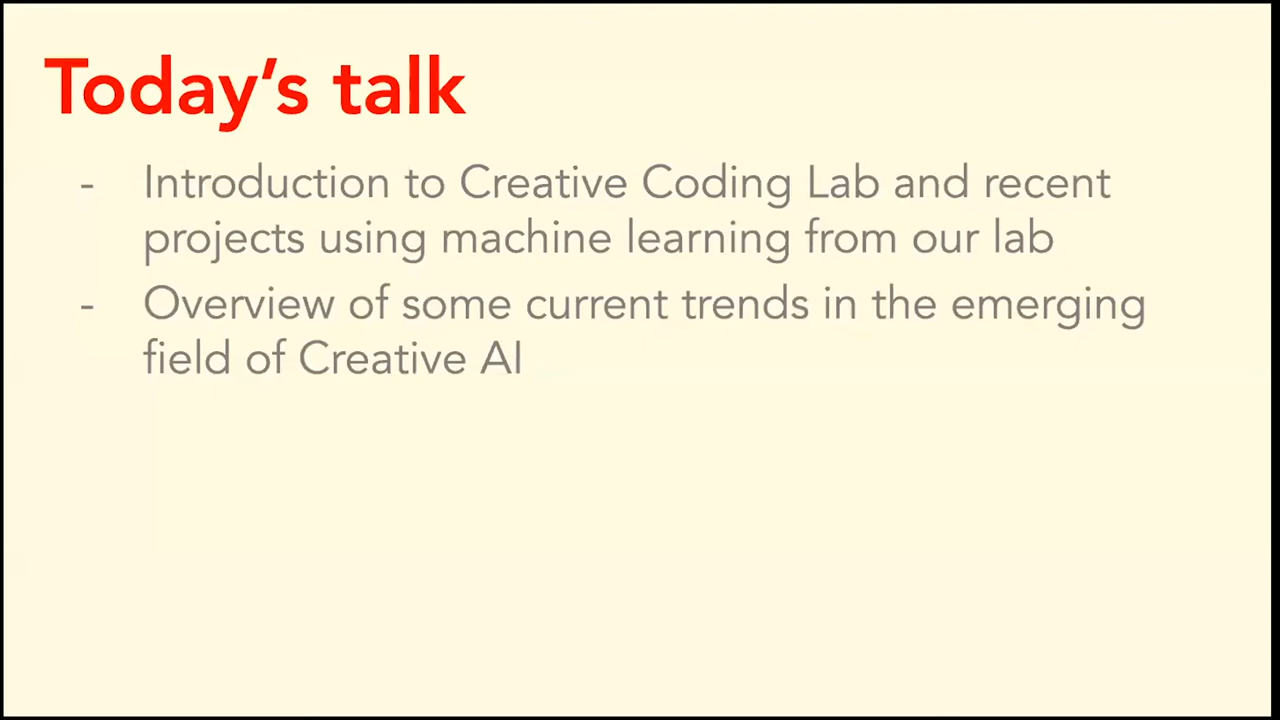 Today’s talk
- Introduction to Creative Coding Lab and recent
projects using machine learning from our lab
- Overview of some current trends in the emerging
field of Creative AI